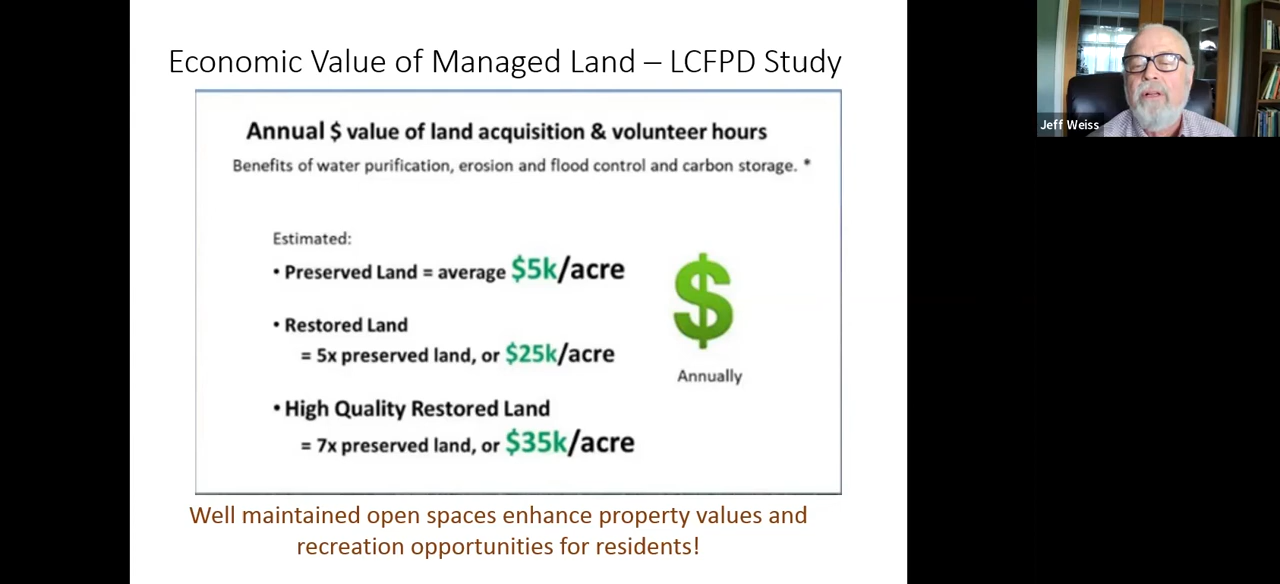 Economic Value of Managed Land – LCFPD Study
Annual $ value of land acquisition & volunteer hours
Benefits of water purification, erosion and flood control and carbon storage. *
Estimated:
• Preserved Land = average $5k/acre
• Restored Land
= 5x preserved land, or $25k/acre
• High Quality Restored Land
= 7x preserved land, or $35k/acre
$
Annually
Well maintained open spaces enhance property values and
recreation opportunities for residents!
Jeff Weiss